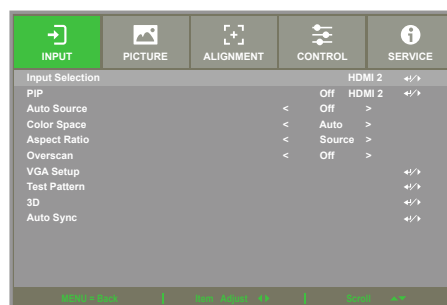 INPUT PICTURE ALIGNMENT CONTROL SERVICE
Input Selection HDMI 2
PIP Off HDMI 2
Auto Source < Off >
Color Space < Auto >
Aspect Ratio < Source >
Overscan < Off >
VGA Setup
Test Pattern
3D
Auto Sync
MENU = Back Item Adjust Scroll